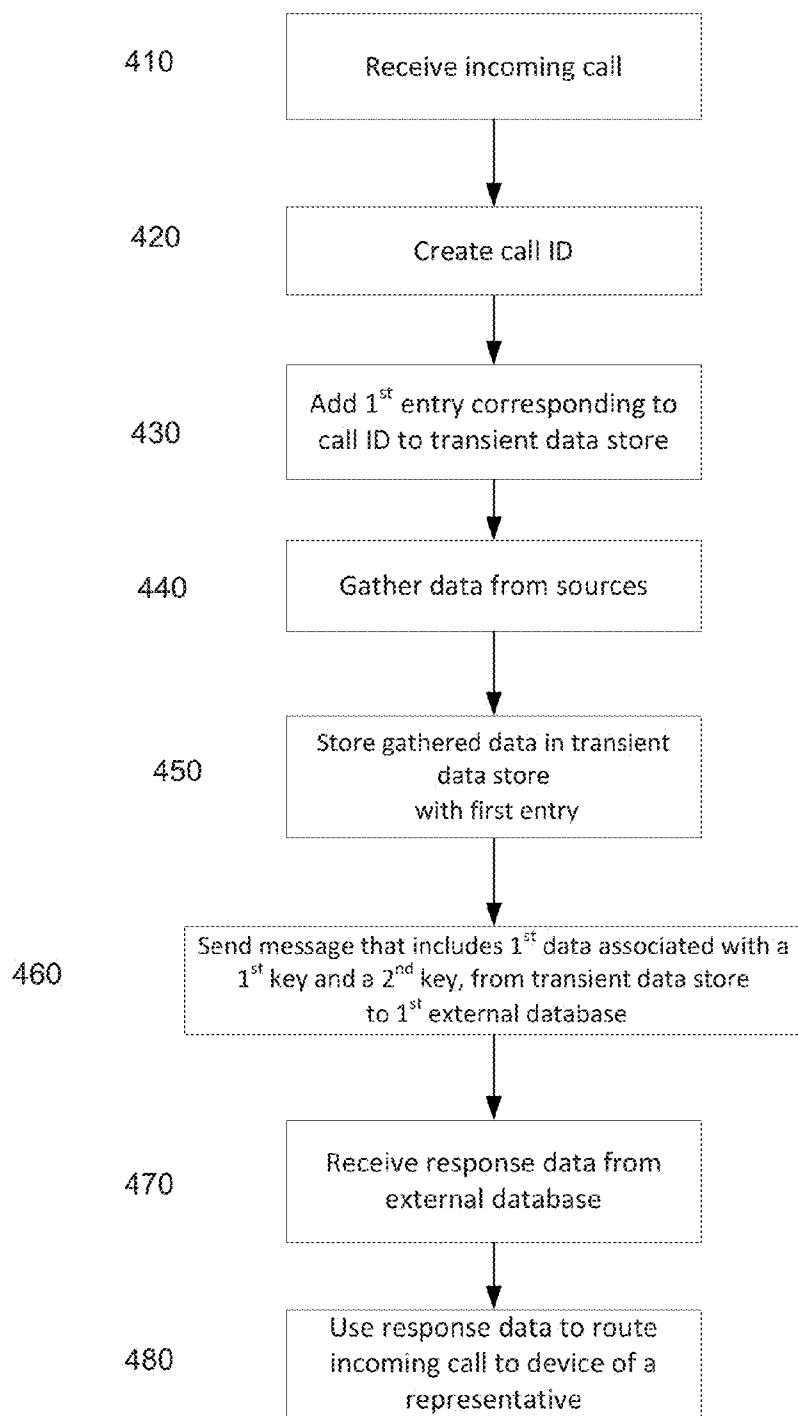 410
Receive incoming call
420
Create call ID
430
Add 1st entry corresponding to
call ID to transient data store
440
Gather data from sources
450
Store gathered data in transient
data store
with first entry
460
Send message that includes 1st data associated with a
1st key and a 2nd key, from transient data store
to 1st external database
470
Receive response data from
external database
480
Use response data to route
incoming call to device of a
representative